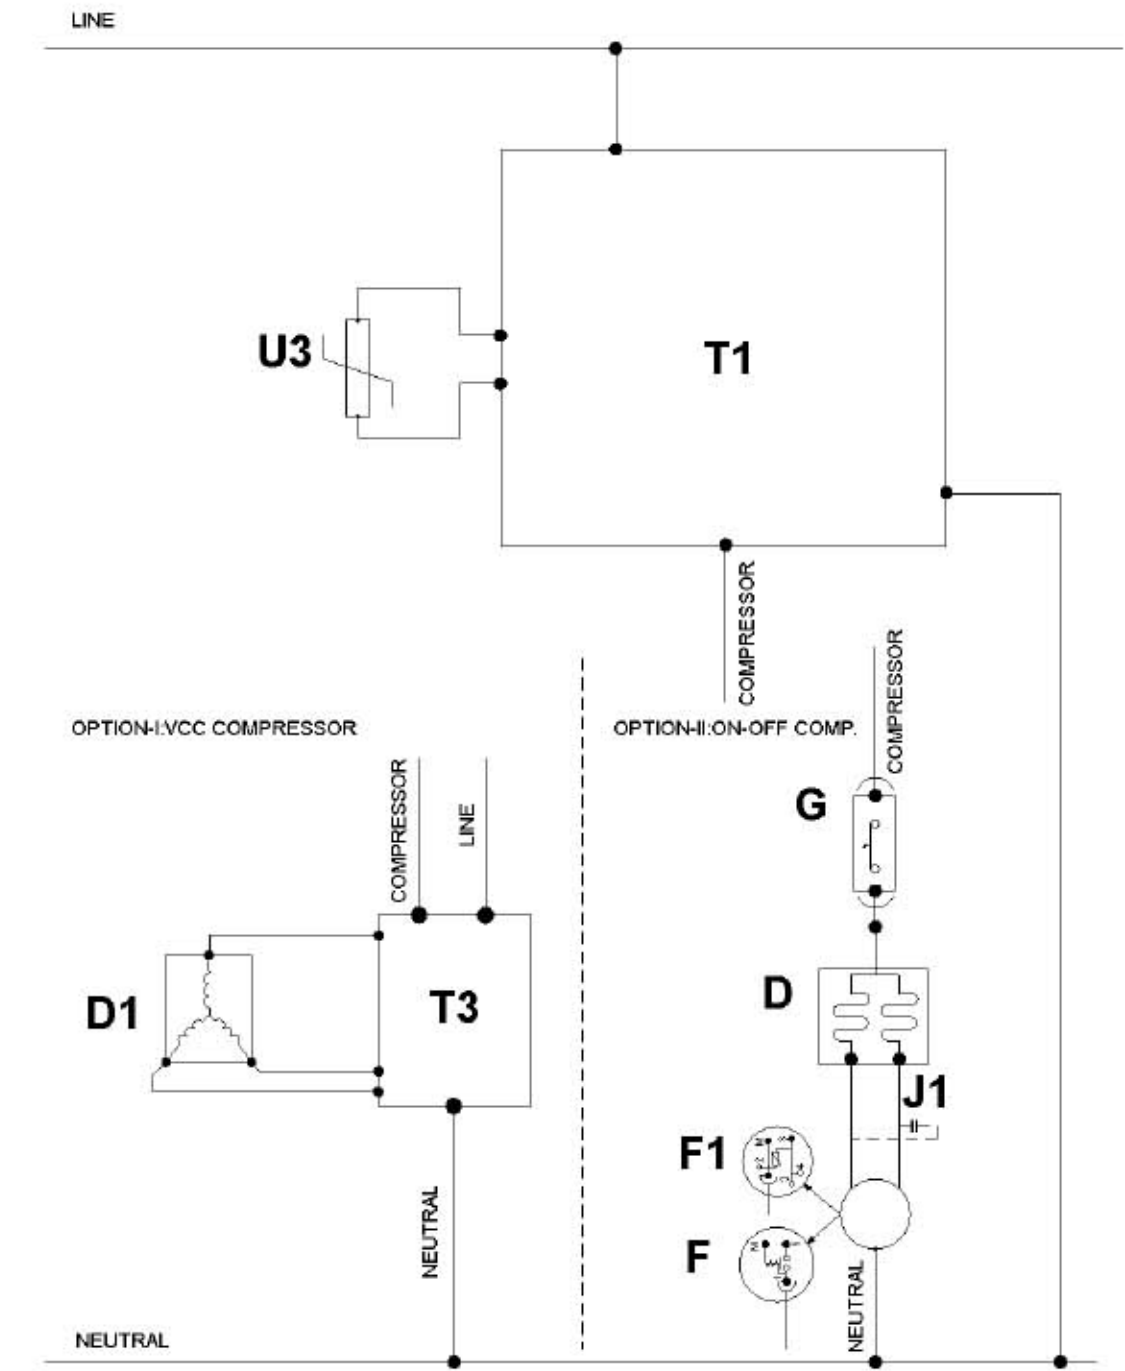 LINE
U3
T1
COMPRESSOR
COMPRESSOR
OPTION-I:VCC COMPRESSOR
OPTION-II:ON-OFF COMP.
COMPRESSOR
LINE
G
D1
T3
D
J1
F1
F
NEUTRAL
NEUTRAL
NEUTRAL